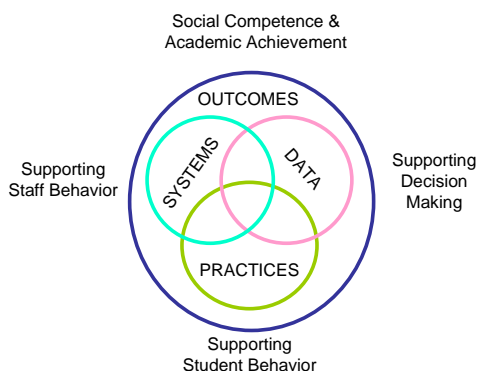 Social Competence &
Academic Achievement
OUTCOMES
SYSTEMS
DATA
Supporting
Staff Behavior
Supporting
Decision
Making
PRACTICES
Supporting
Student Behavior